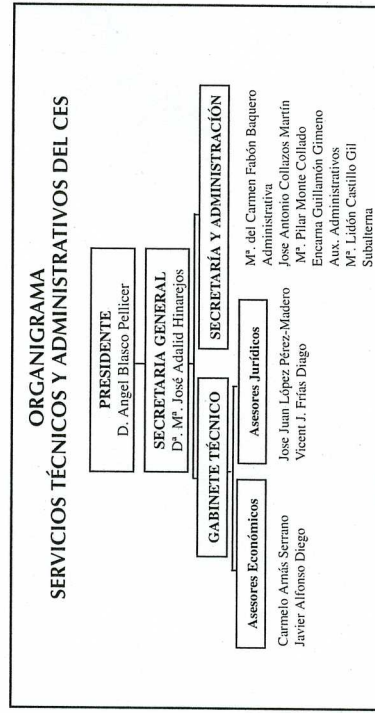 ORGANIGRAMA
SERVICIOS TÉCNICOS Y ADMINISTRATIVOS DEL CES
PRESIDENTE
D. Angel Blasco Pellicer
SECRETARIA GENERAL
Dª. Mª. José Adalid Hinarejos
GABINETE TÉCNICO
SECRETARÍA Y ADMINISTRACIÓN
Asesores Económicos
Asesores Jurídicos
Carmelo Arnás Serrano
Javier Alfonso Diego
Jose Juan López Pérez-Madero
Vicent J. Frías Diago
Mª. del Carmen Fabón Baquero
Administrativa
Jose Antonio Collazos Martín
Mª. Pilar Monte Collado
Encarna Guillamón Gimeno
Aux. Administrativos
Mª. Lidón Castillo Gil
Subalterna